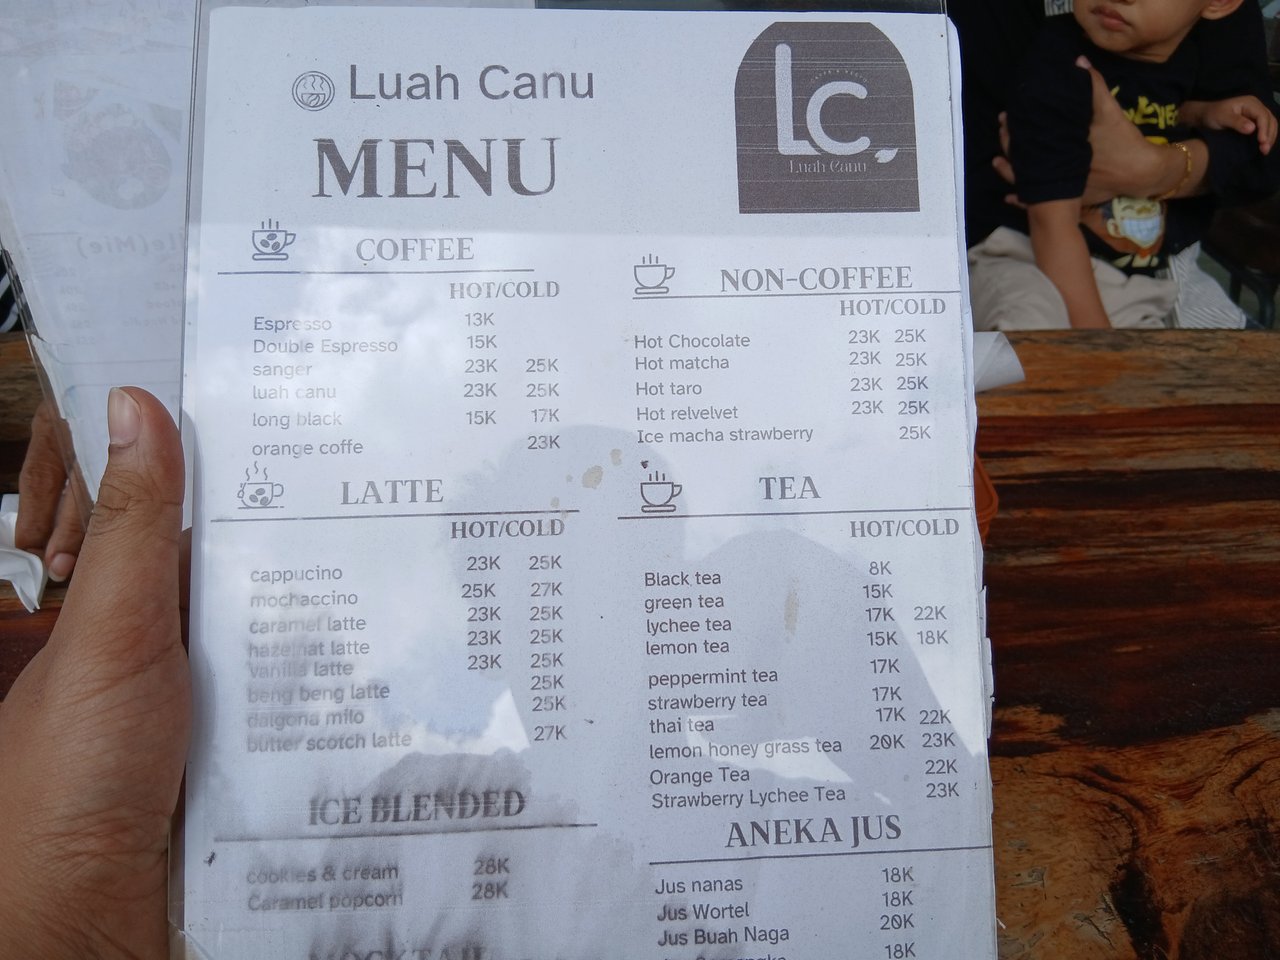 Luah Canu
MENU
LC
Luah Canu
COFFEE
HOT/COLD
Espresso 13K
Double Espresso 15K
sanger 23K 25K
luah canu 23K 25K
long black 15K 17K
orange coffe 23K
LATTE
HOT/COLD
cappucino 23K 25K
mochaccino 25K 27K
caramel latte 23K 25K
hazelnat latte 23K 25K
vanilla latte 23K 25K
beng beng latte 25K
dalgona milo 25K
butter scotch latte 27K
ICE BLENDED
cookies & cream 28K
Caramel popcorn 28K
MOCKTAIL
NON-COFFEE
HOT/COLD
Hot Chocolate 23K 25K
Hot matcha 23K 25K
Hot taro 23K 25K
Hot relvelvet 23K 25K
Ice macha strawberry 25K
TEA
HOT/COLD
Black tea 8K
green tea 15K
lychee tea 17K 22K
lemon tea 15K 18K
peppermint tea 17K
strawberry tea 17K
thai tea 17K 22K
lemon honey grass tea 20K 23K
Orange Tea 22K
Strawberry Lychee Tea 23K
ANEKA JUS
Jus nanas 18K
Jus Wortel 18K
Jus Buah Naga 20K
18K